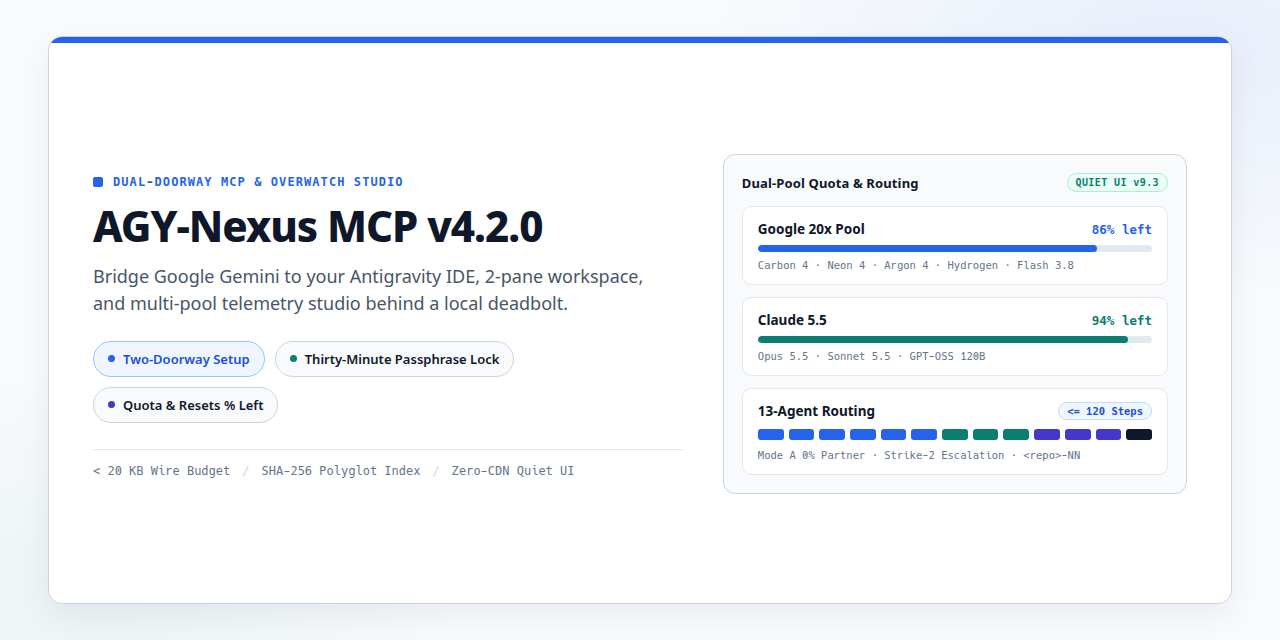 DUAL-DOORWAY MCP & OVERWATCH STUDIO
AGY-Nexus MCP v4.2.0
Bridge Google Gemini to your Antigravity IDE, 2-pane workspace,
and multi-pool telemetry studio behind a local deadbolt.
Two-Doorway Setup
Thirty-Minute Passphrase Lock
Quota & Resets % Left
< 20 KB Wire Budget / SHA-256 Polyglot Index / Zero-CDN Quiet UI
Dual-Pool Quota & Routing
QUIET UI v9.3
Google 20x Pool
86% left
Carbon 4 · Neon 4 · Argon 4 · Hydrogen · Flash 3.8
Claude 5.5
94% left
Opus 5.5 · Sonnet 5.5 · GPT-OSS 120B
13-Agent Routing
<= 120 Steps
Mode A 0% Partner · Strike-2 Escalation · <repo>-NN